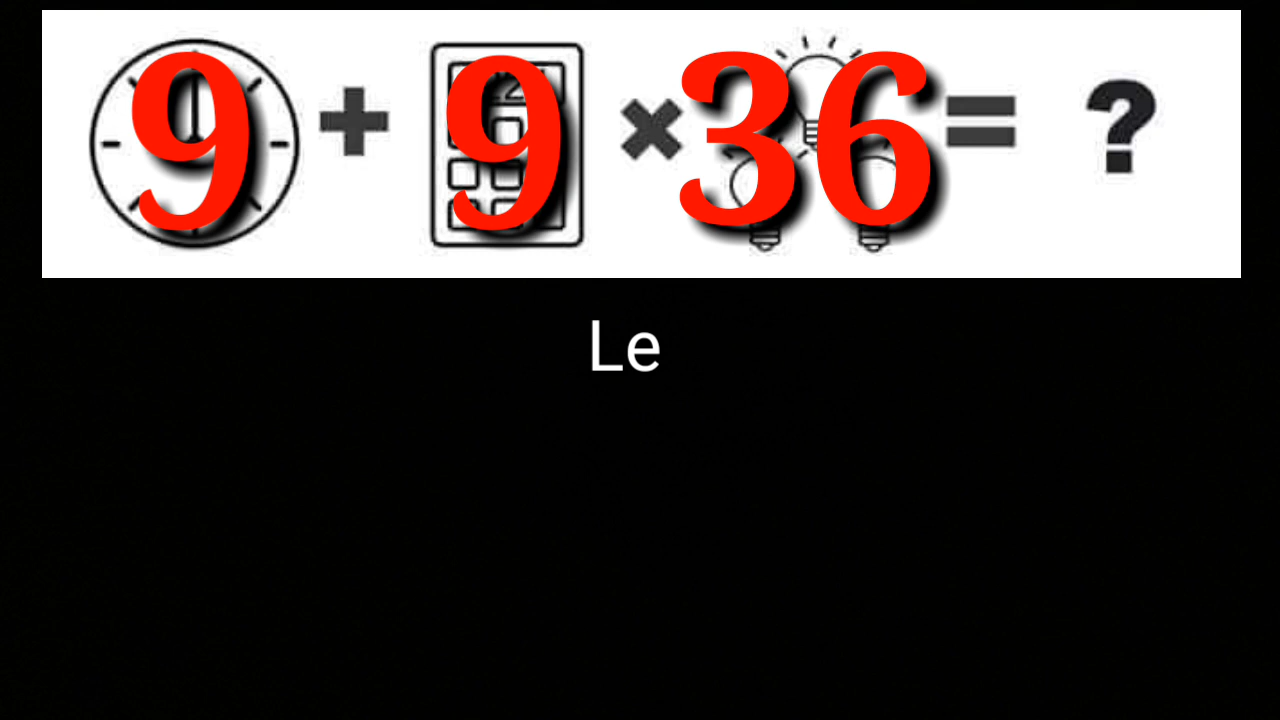 9 + 9 × 36 = ?
Le